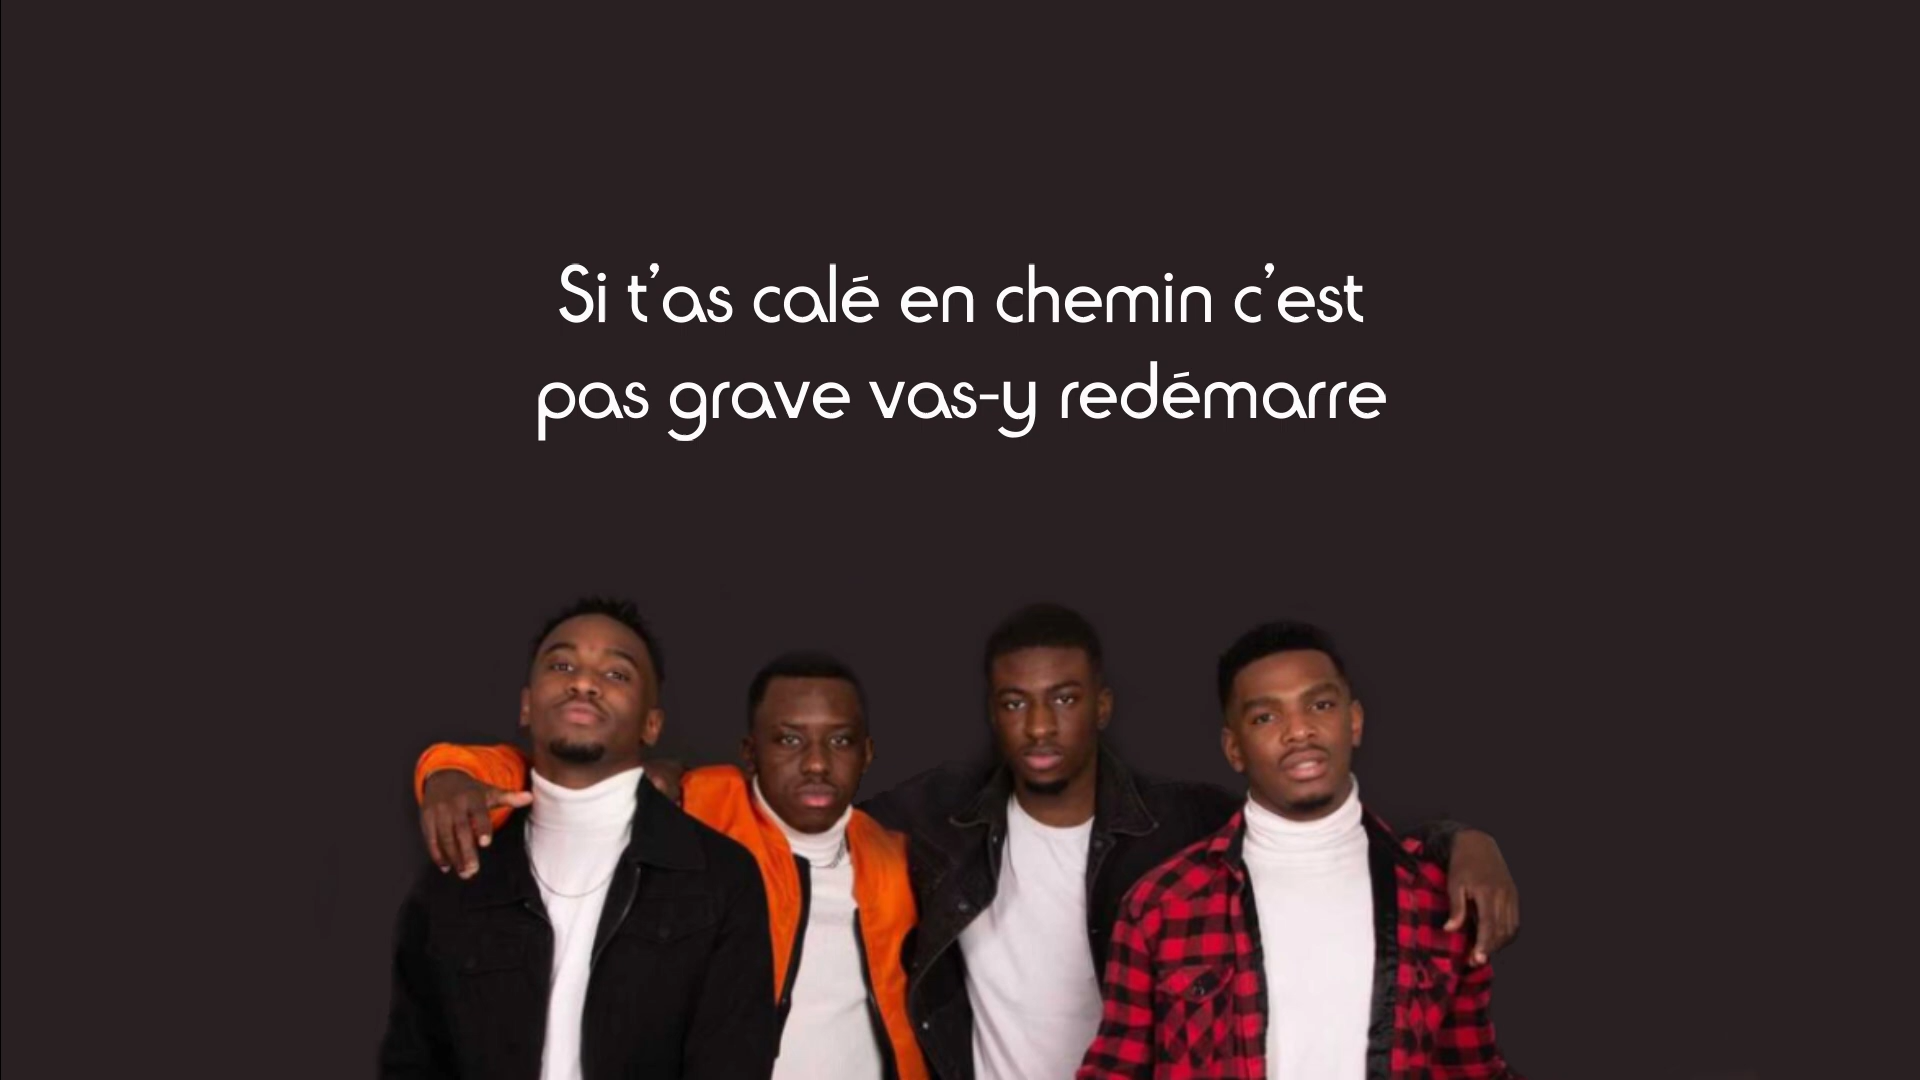 Si t’as calé en chemin c’est
pas grave vas-y redémarre